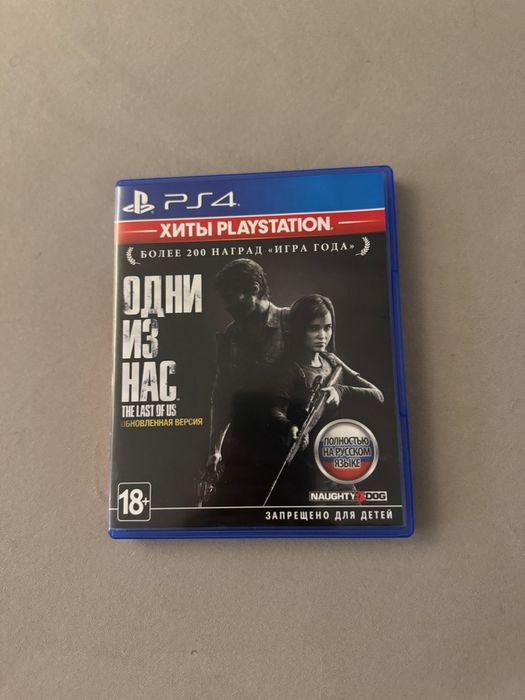 PS4
ХИТЫ PLAYSTATION
БОЛЕЕ 200 НАГРАД «ИГРА ГОДА»
ОДНИ
ИЗ
НАС
THE LAST OF US
ОБНОВЛЕННАЯ ВЕРСИЯ
ПОЛНОСТЬЮ
НА РУССКОМ
ЯЗЫКЕ
NAUGHTY DOG
18+
ЗАПРЕЩЕНО ДЛЯ ДЕТЕЙ